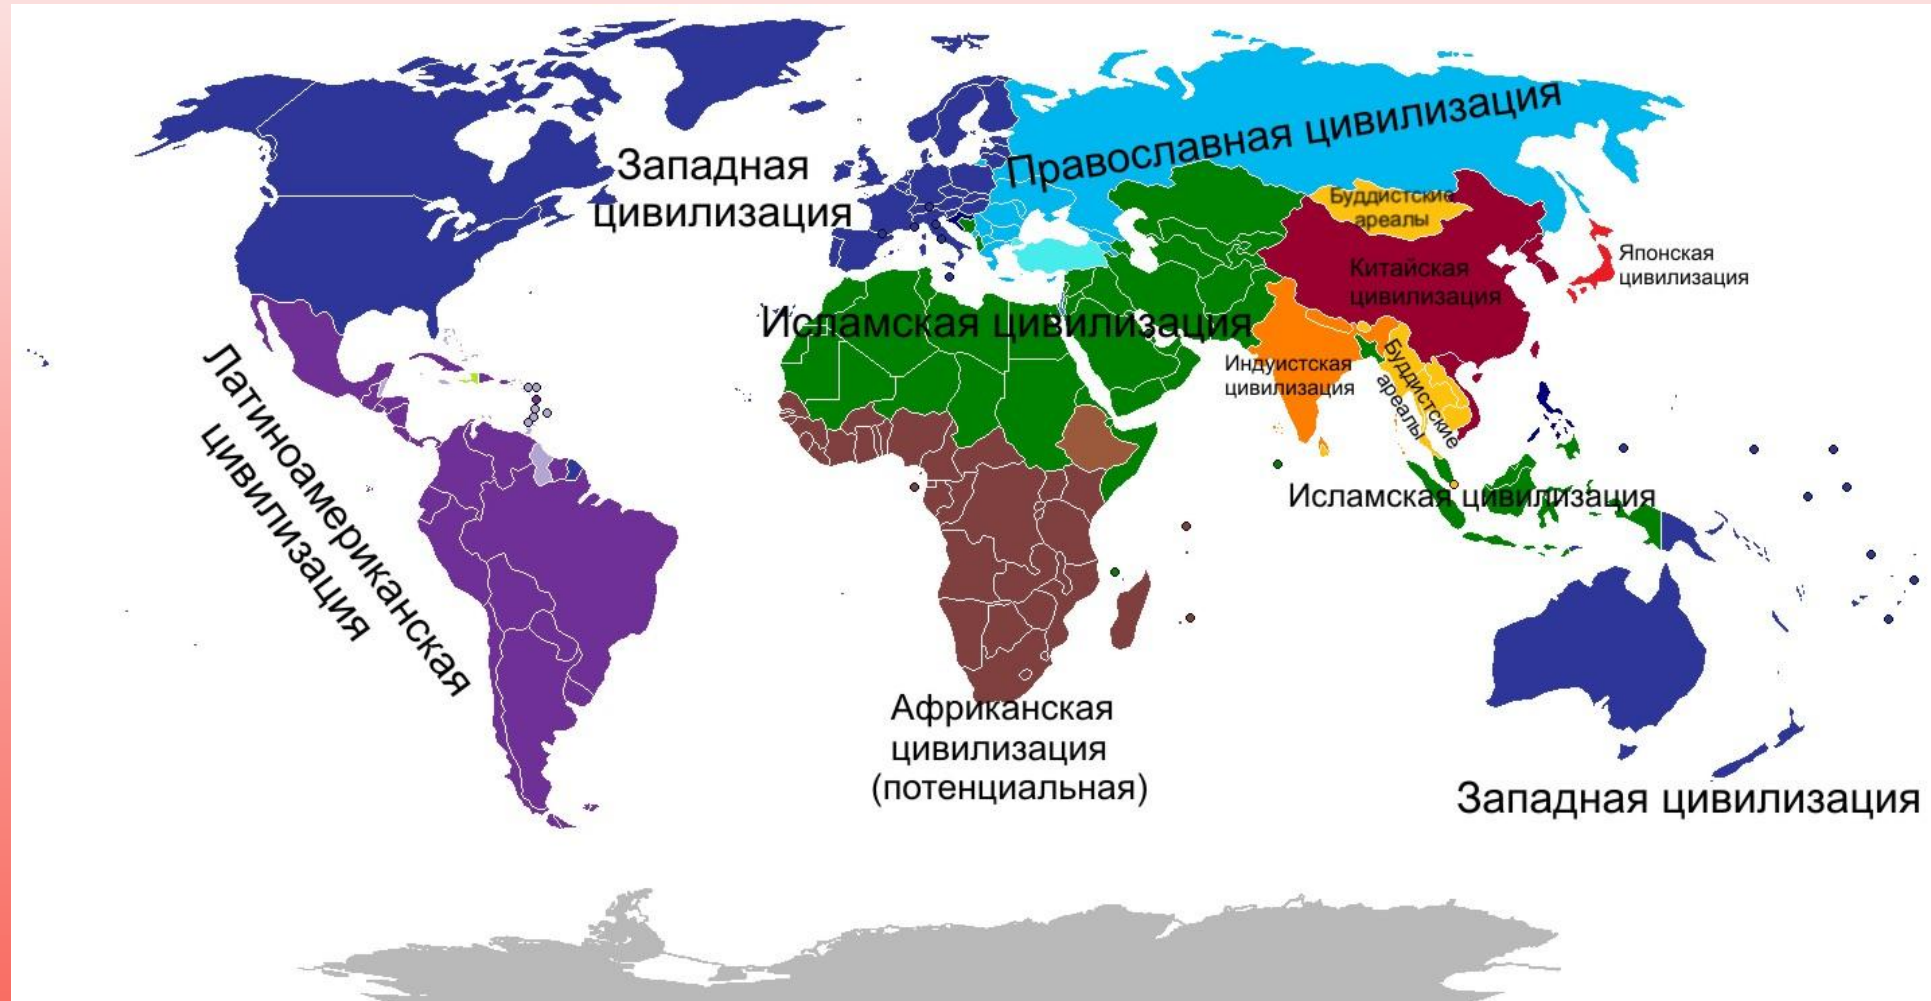 Западная
цивилизация
Православная цивилизация
Буддистские
ареалы
Китайская
цивилизация
Японская
цивилизация
Исламская цивилизация
Индуистская
цивилизация
Буддистские
ареалы
Латиноамериканская
цивилизация
Исламская цивилизация
Африканская
цивилизация
(потенциальная)
Западная цивилизация